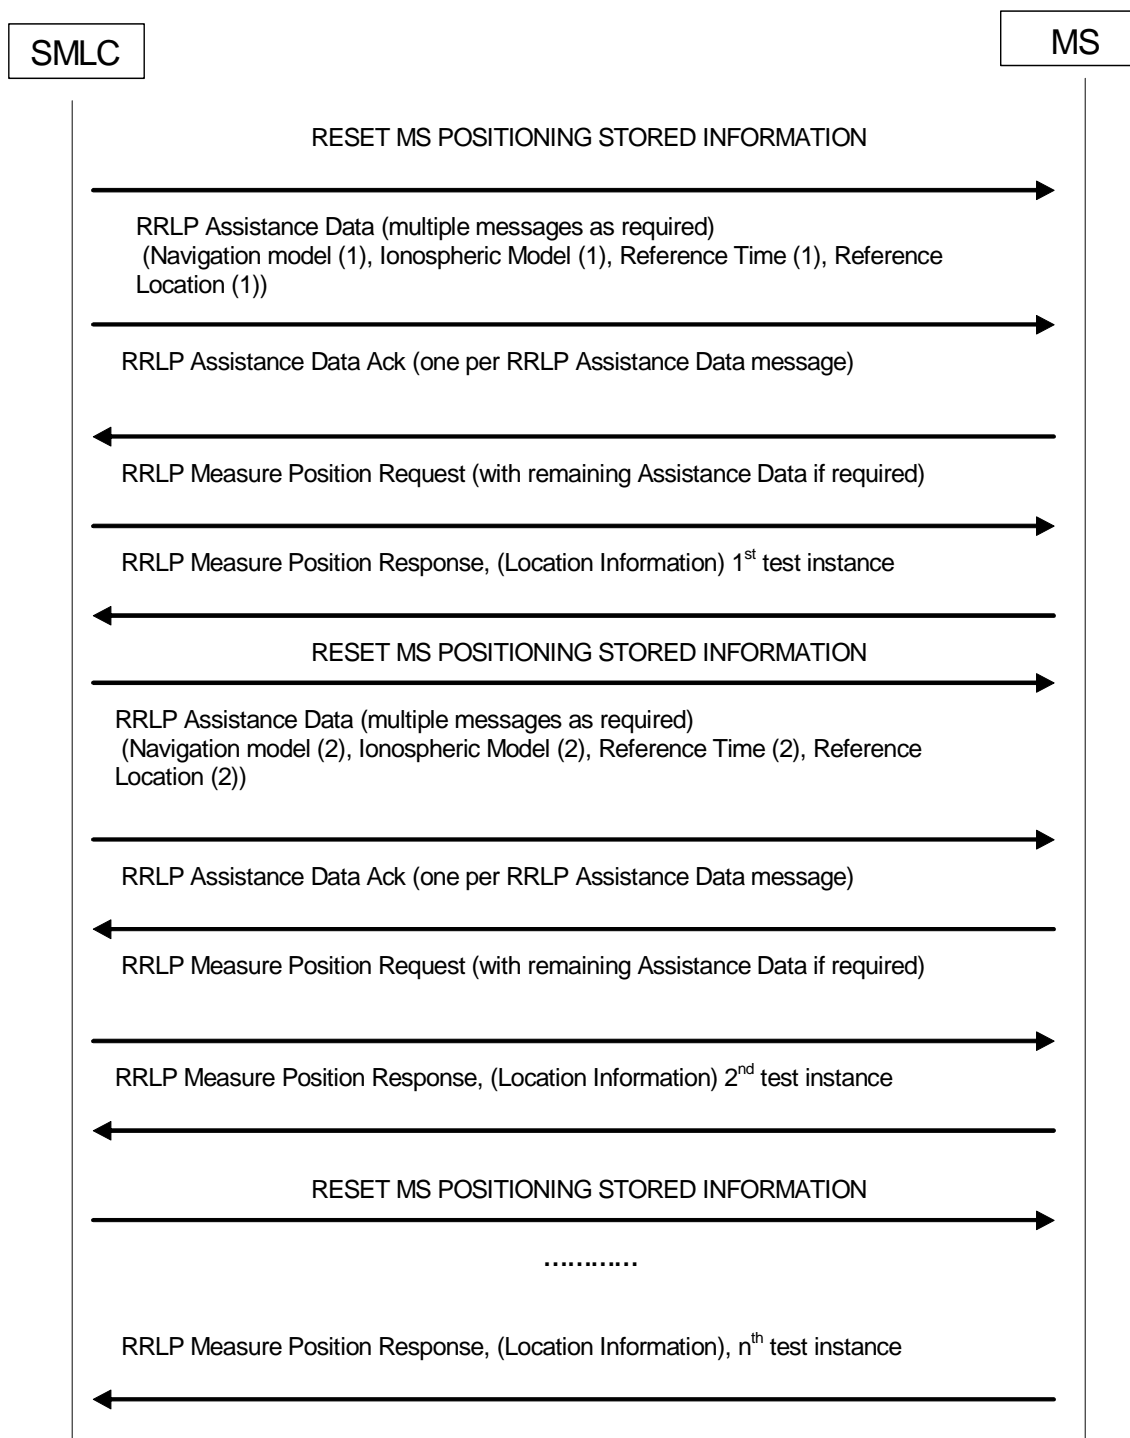 SMLC
MS
RESET MS POSITIONING STORED INFORMATION
RRLP Assistance Data (multiple messages as required)
(Navigation model (1), Ionospheric Model (1), Reference Time (1), Reference
Location (1))
RRLP Assistance Data Ack (one per RRLP Assistance Data message)
RRLP Measure Position Request (with remaining Assistance Data if required)
RRLP Measure Position Response, (Location Information) 1st test instance
RESET MS POSITIONING STORED INFORMATION
RRLP Assistance Data (multiple messages as required)
(Navigation model (2), Ionospheric Model (2), Reference Time (2), Reference
Location (2))
RRLP Assistance Data Ack (one per RRLP Assistance Data message)
RRLP Measure Position Request (with remaining Assistance Data if required)
RRLP Measure Position Response, (Location Information) 2nd test instance
RESET MS POSITIONING STORED INFORMATION
…………
RRLP Measure Position Response, (Location Information), nth test instance